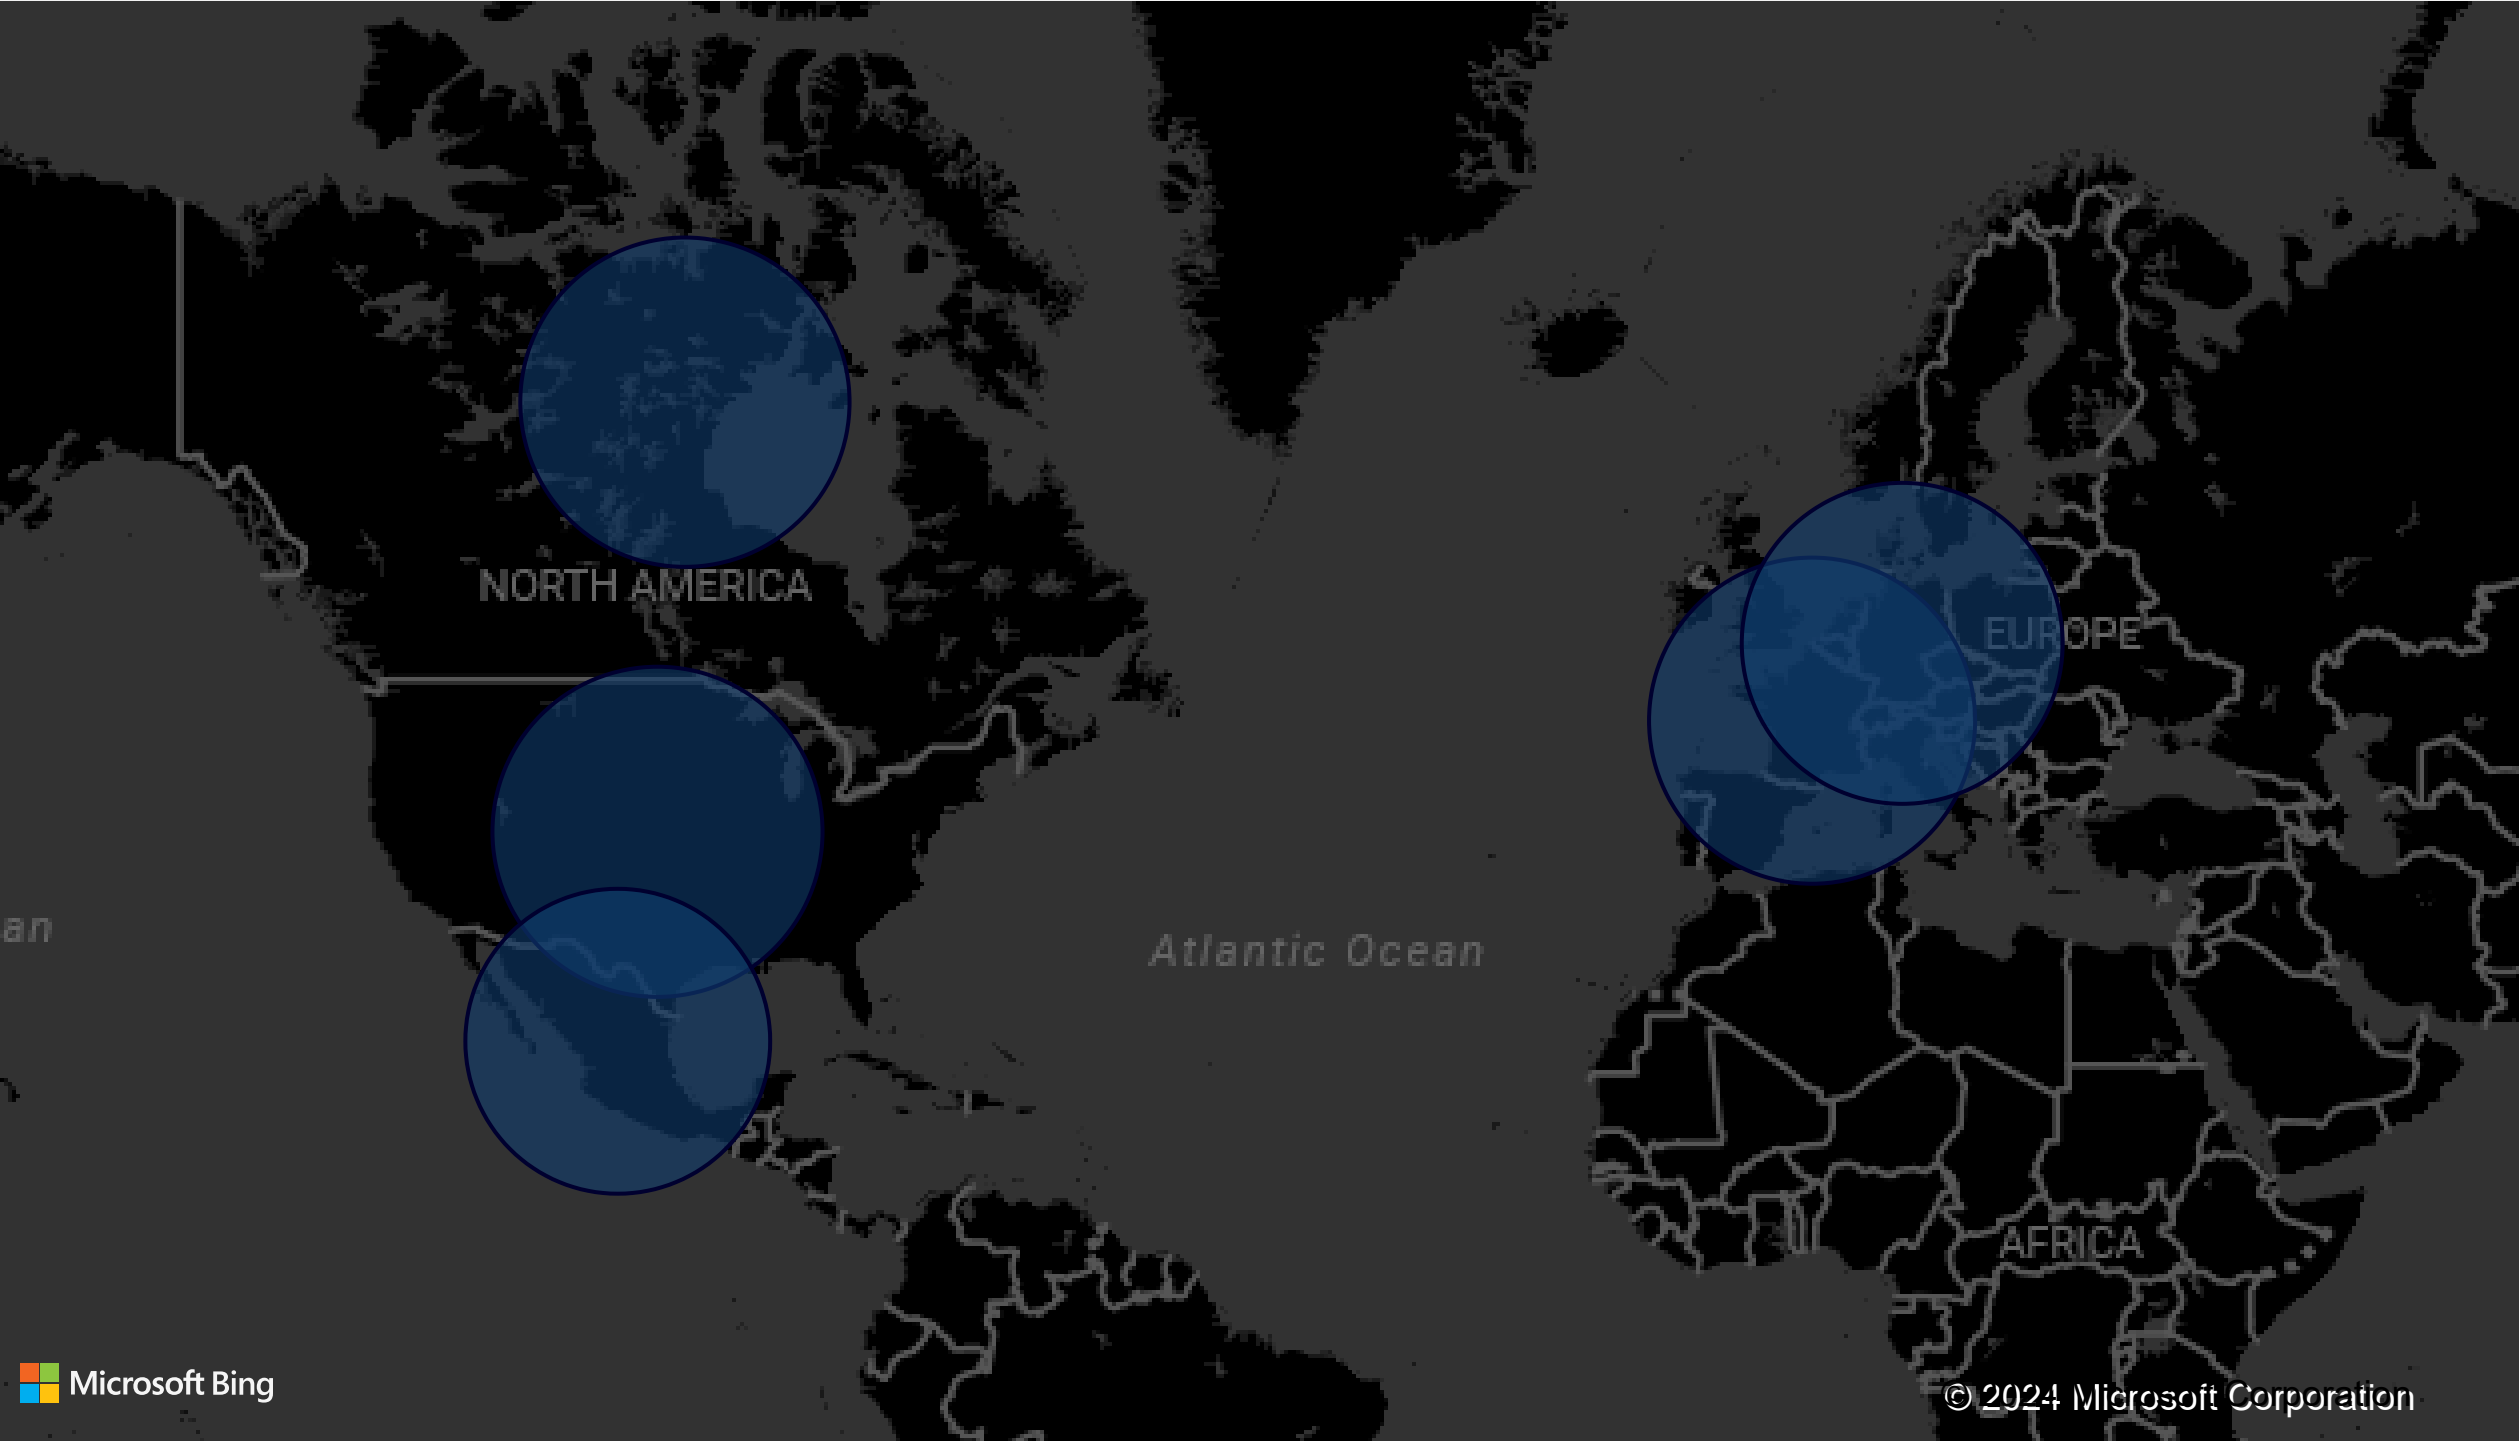 NORTH AMERICA
EUROPE
an
Atlantic Ocean
AFRICA
Microsoft Bing
© 2024 Microsoft Corporation